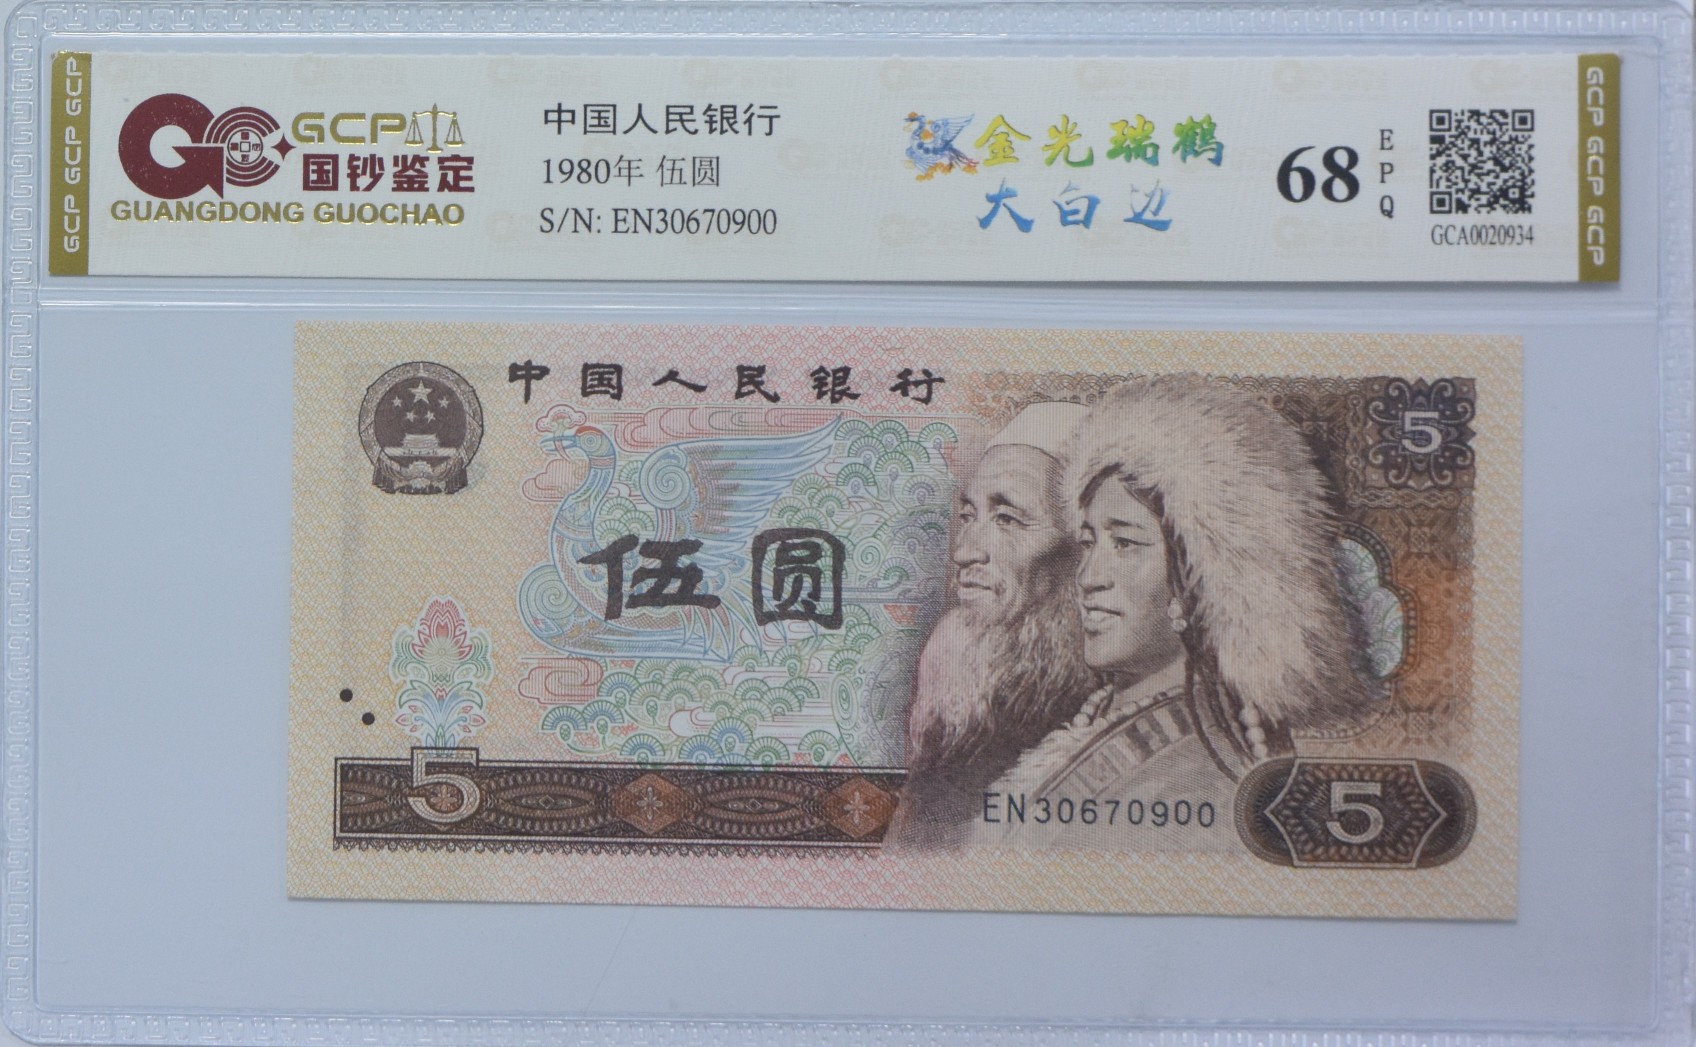 GCP
国钞鉴定
GUANGDONG GUOCHAO
中国人民银行
1980年 伍圆
S/N: EN30670900
金光瑞鹤
大白边
68
EPQ
GCA0020934
GCP GCP GCP
GCP GCP GCP
中国人民银行
5
伍圆
5
EN30670900
5